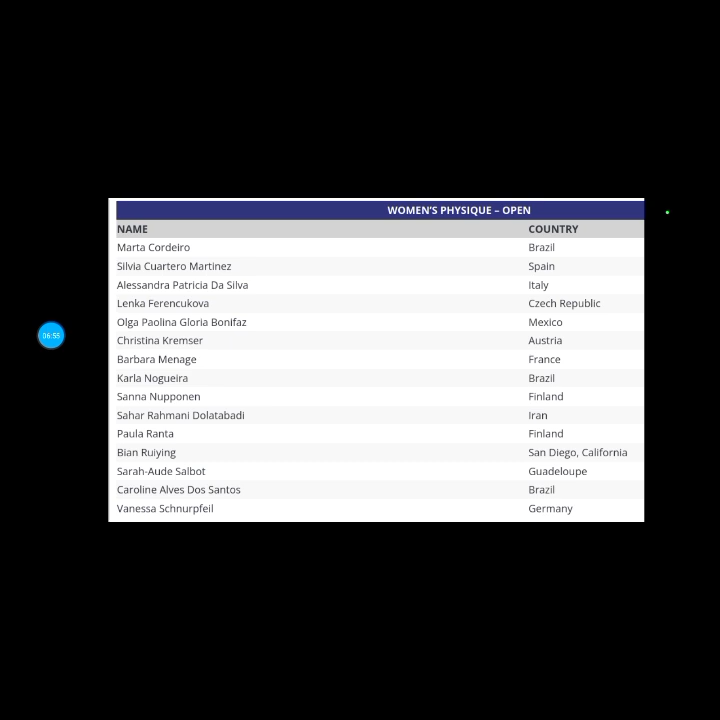 WOMEN'S PHYSIQUE – OPEN
NAME COUNTRY
Marta Cordeiro Brazil
Silvia Cuartero Martinez Spain
Alessandra Patricia Da Silva Italy
Lenka Ferencukova Czech Republic
Olga Paolina Gloria Bonifaz Mexico
Christina Kremser Austria
Barbara Menage France
Karla Nogueira Brazil
Sanna Nupponen Finland
Sahar Rahmani Dolatabadi Iran
06:55
Paula Ranta Finland
Bian Ruiying San Diego, California
Sarah-Aude Salbot Guadeloupe
Caroline Alves Dos Santos Brazil
Vanessa Schnurpfeil Germany